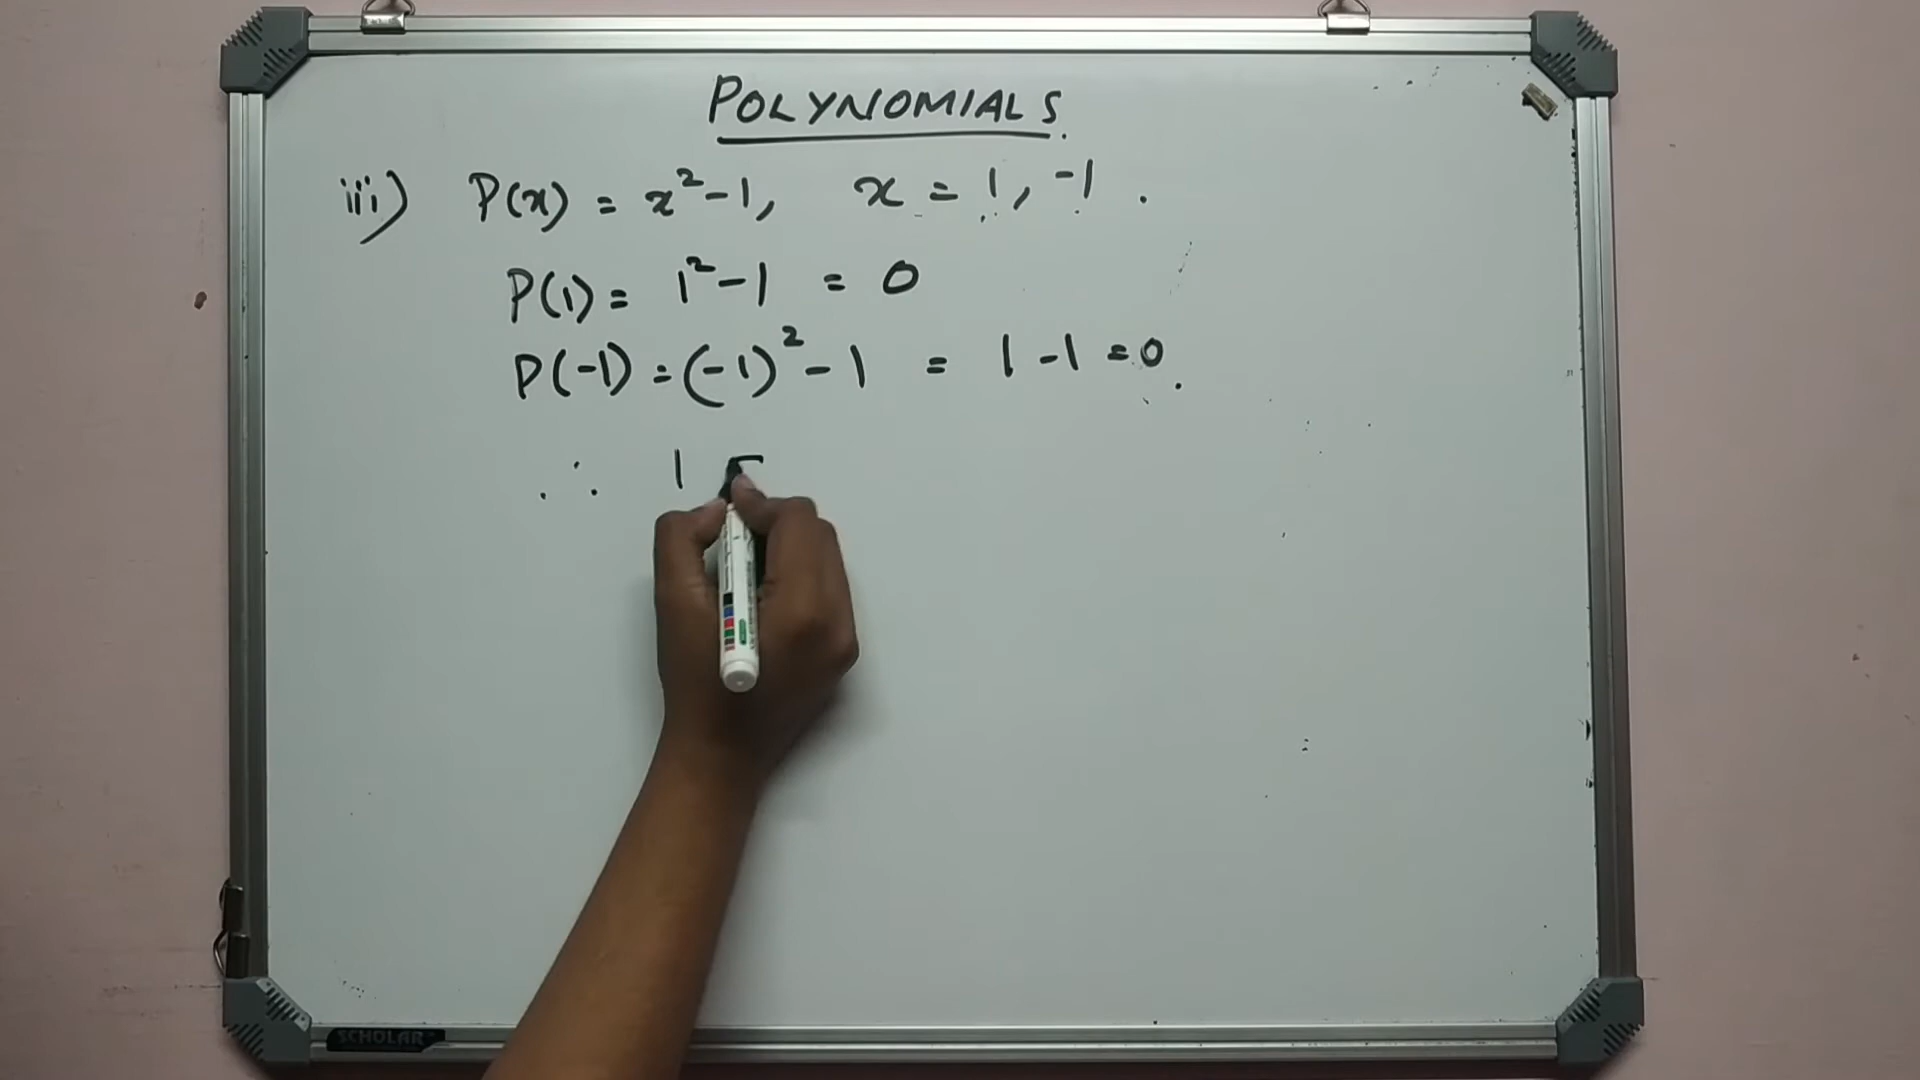 POLYNOMIALS.
iii) P(x) = x² - 1, x = 1, -1.
P(1) = 1² - 1 = 0
P(-1) = (-1)² - 1 = 1 - 1 = 0.
∴ 1
SCHOLAR